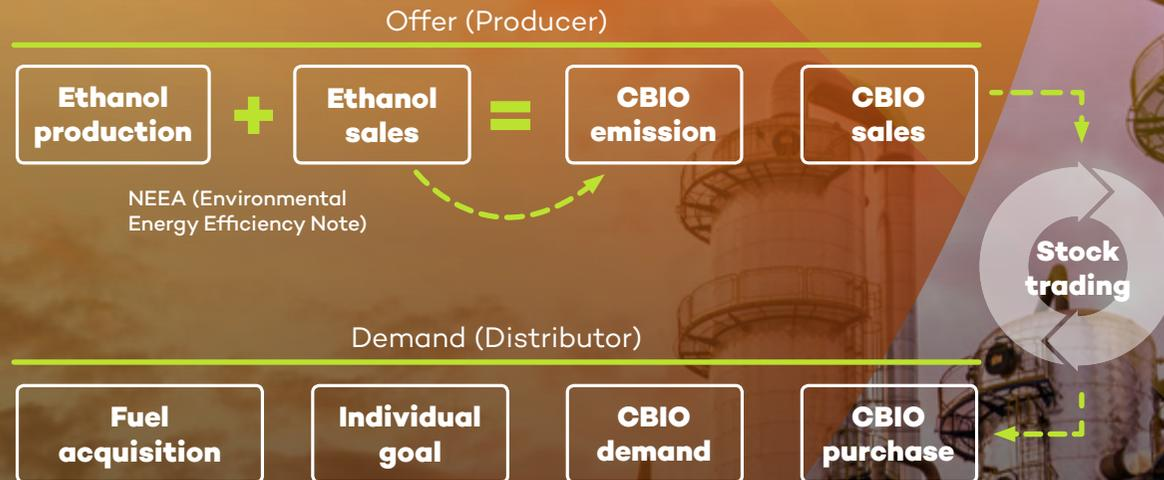 Offer (Producer)
Ethanol
production
+
Ethanol
sales
=
CBIO
emission
CBIO
sales
NEEA (Environmental
Energy Efficiency Note)
Stock
trading
Demand (Distributor)
Fuel
acquisition
Individual
goal
CBIO
demand
CBIO
purchase